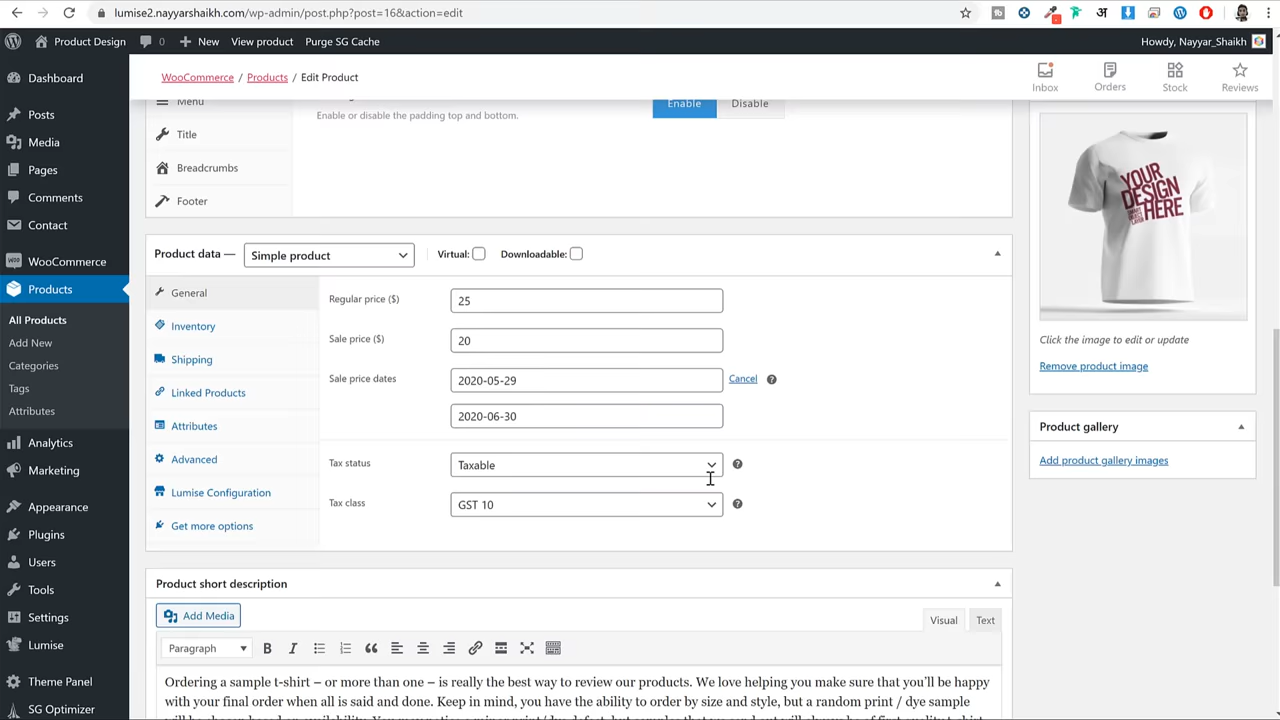 lumise2.nayyarshaikh.com/wp-admin/post.php?post=16&action=edit
अ
Product Design
0
New
View product
Purge SG Cache
Howdy, Nayyar_Shaikh
Dashboard
Posts
Media
Pages
Comments
Contact
WooCommerce
Products
All Products
Add New
Categories
Tags
Attributes
Analytics
Marketing
Appearance
Plugins
Users
Tools
Settings
Lumise
Theme Panel
SG Optimizer
WooCommerce / Products / Edit Product
Inbox
Orders
Stock
Reviews
Menu
Title
Breadcrumbs
Footer
Enable or disable the padding top and bottom.
Enable
Disable
Product data —
Simple product
Virtual:
Downloadable:
General
Inventory
Shipping
Linked Products
Attributes
Advanced
Lumise Configuration
Get more options
Regular price ($)
25
Sale price ($)
20
Sale price dates
2020-05-29
Cancel
2020-06-30
Tax status
Taxable
Tax class
GST 10
Product short description
Add Media
Visual
Text
Paragraph
Ordering a sample t-shirt – or more than one – is really the best way to review our products. We love helping you make sure that you'll be happy
with your final order when all is said and done. Keep in mind, you have the ability to order by size and style, but a random print / dye sample
YOUR
DESIGN
HERE
Click the image to edit or update
Remove product image
Product gallery
Add product gallery images